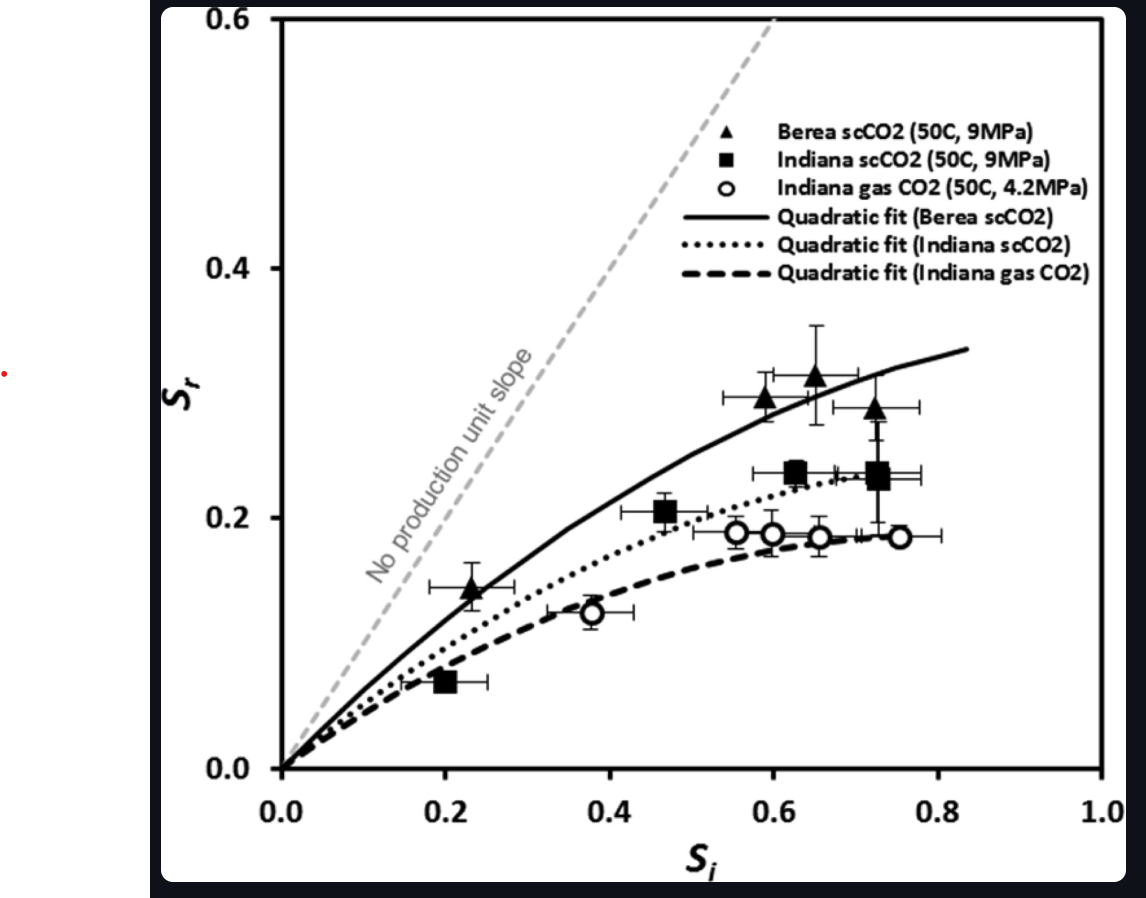 0.6
Berea scCO2 (50C, 9MPa)
Indiana scCO2 (50C, 9MPa)
Indiana gas CO2 (50C, 4.2MPa)
Quadratic fit (Berea scCO2)
Quadratic fit (Indiana scCO2)
Quadratic fit (Indiana gas CO2)
0.4
No production unit slope
Sr
0.2
0.0
0.0 0.2 0.4 0.6 0.8 1.0
Si